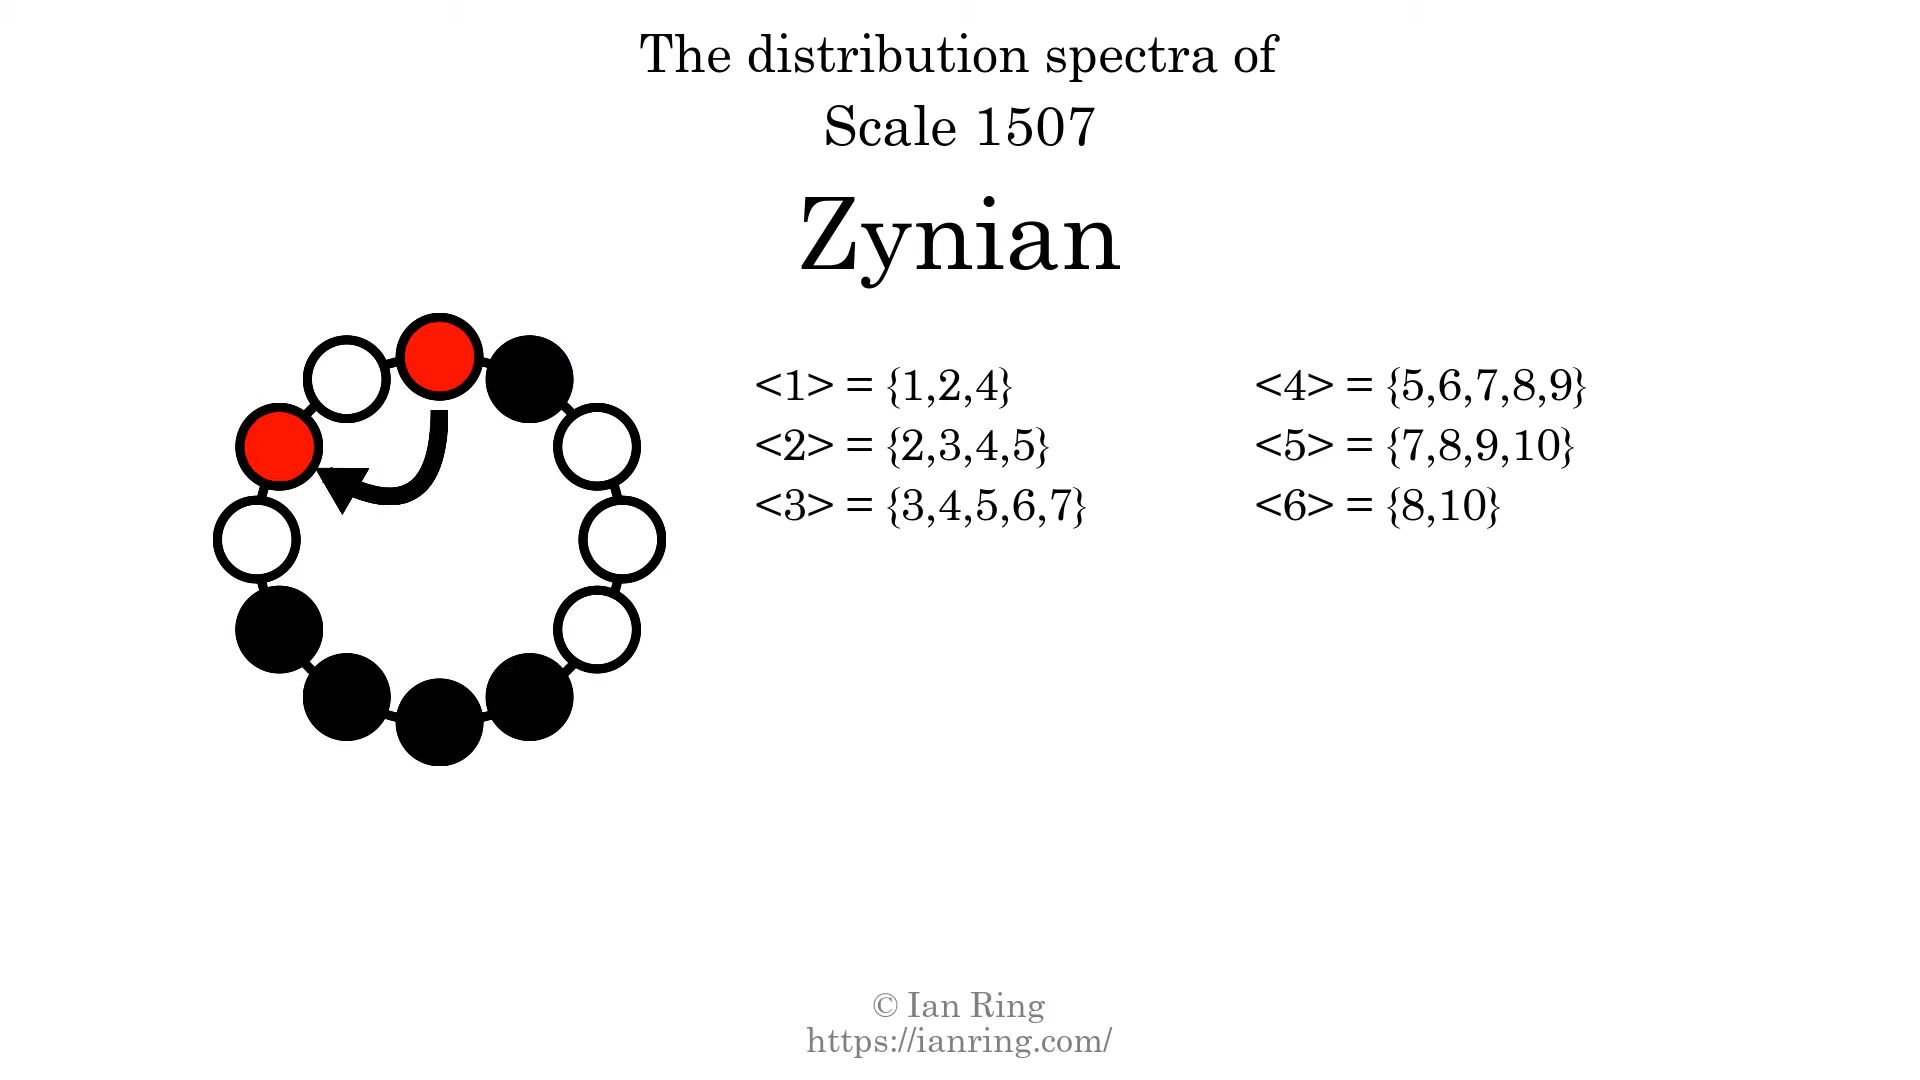 The distribution spectra of
Scale 1507
Zynian
<1> = {1,2,4}
<2> = {2,3,4,5}
<3> = {3,4,5,6,7}
<4> = {5,6,7,8,9}
<5> = {7,8,9,10}
<6> = {8,10}
© Ian Ring
https://ianring.com/